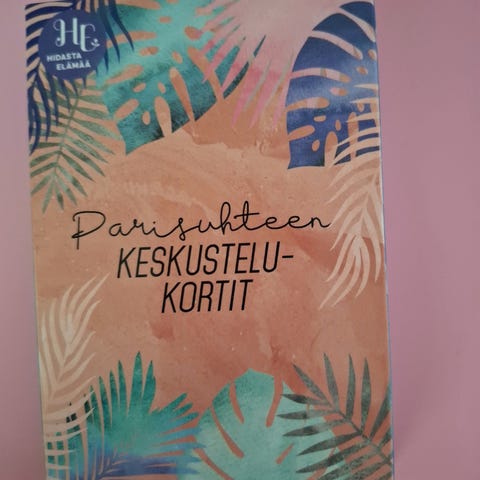 HE
HIDASTA
ELÄMÄÄ
Parisuhteen
KESKUSTELU-
KORTIT